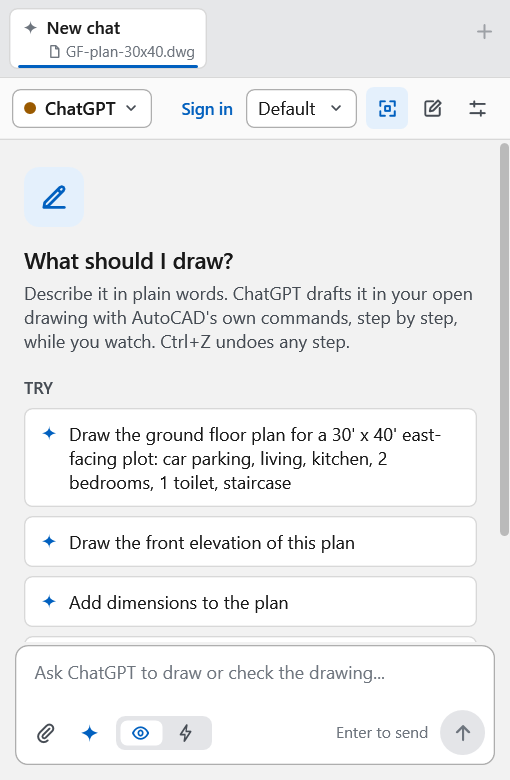 New chat
GF-plan-30x40.dwg
ChatGPT
Sign in
Default
What should I draw?
Describe it in plain words. ChatGPT drafts it in your open
drawing with AutoCAD's own commands, step by step,
while you watch. Ctrl+Z undoes any step.
TRY
Draw the ground floor plan for a 30' x 40' east-
facing plot: car parking, living, kitchen, 2
bedrooms, 1 toilet, staircase
Draw the front elevation of this plan
Add dimensions to the plan
Ask ChatGPT to draw or check the drawing...
Enter to send